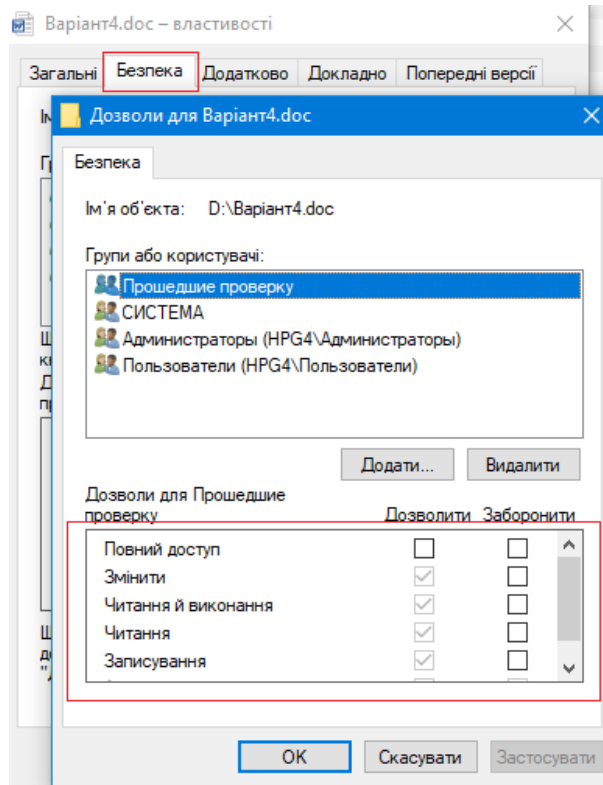 Варіант4.doc – властивості
Загальні Безпека Додатково Докладно Попередні версії
Дозволи для Варіант4.doc
Безпека
Ім'я об'єкта: D:\Варіант4.doc
Групи або користувачі:
Прошедшие проверку
СИСТЕМА
Администраторы (HPG4\Администраторы)
Пользователи (HPG4\Пользователи)
Додати... Видалити
Дозволи для Прошедшие
проверку Дозволити Заборонити
Повний доступ
Змінити
Читання й виконання
Читання
Записування
ОК Скасувати Застосувати